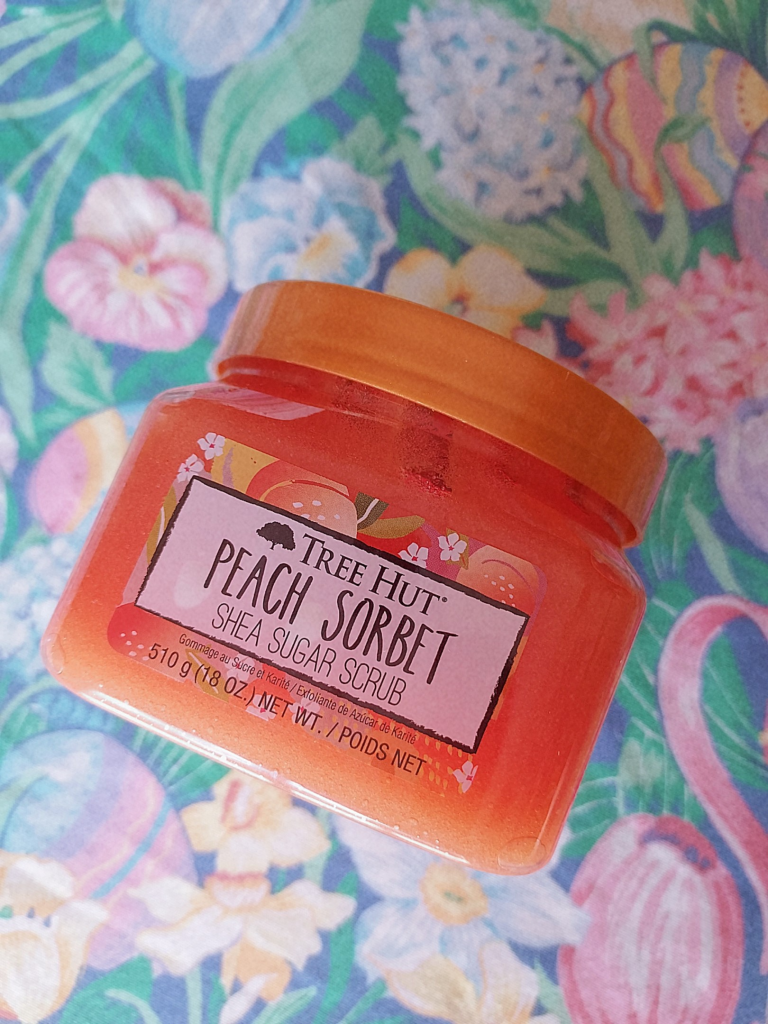 TREE HUT®
PEACH SORBET
SHEA SUGAR SCRUB
Gommage au Sucre et Karité / Exfoliante de Azúcar de Karité
510 g (18 OZ.) NET WT. / POIDS NET